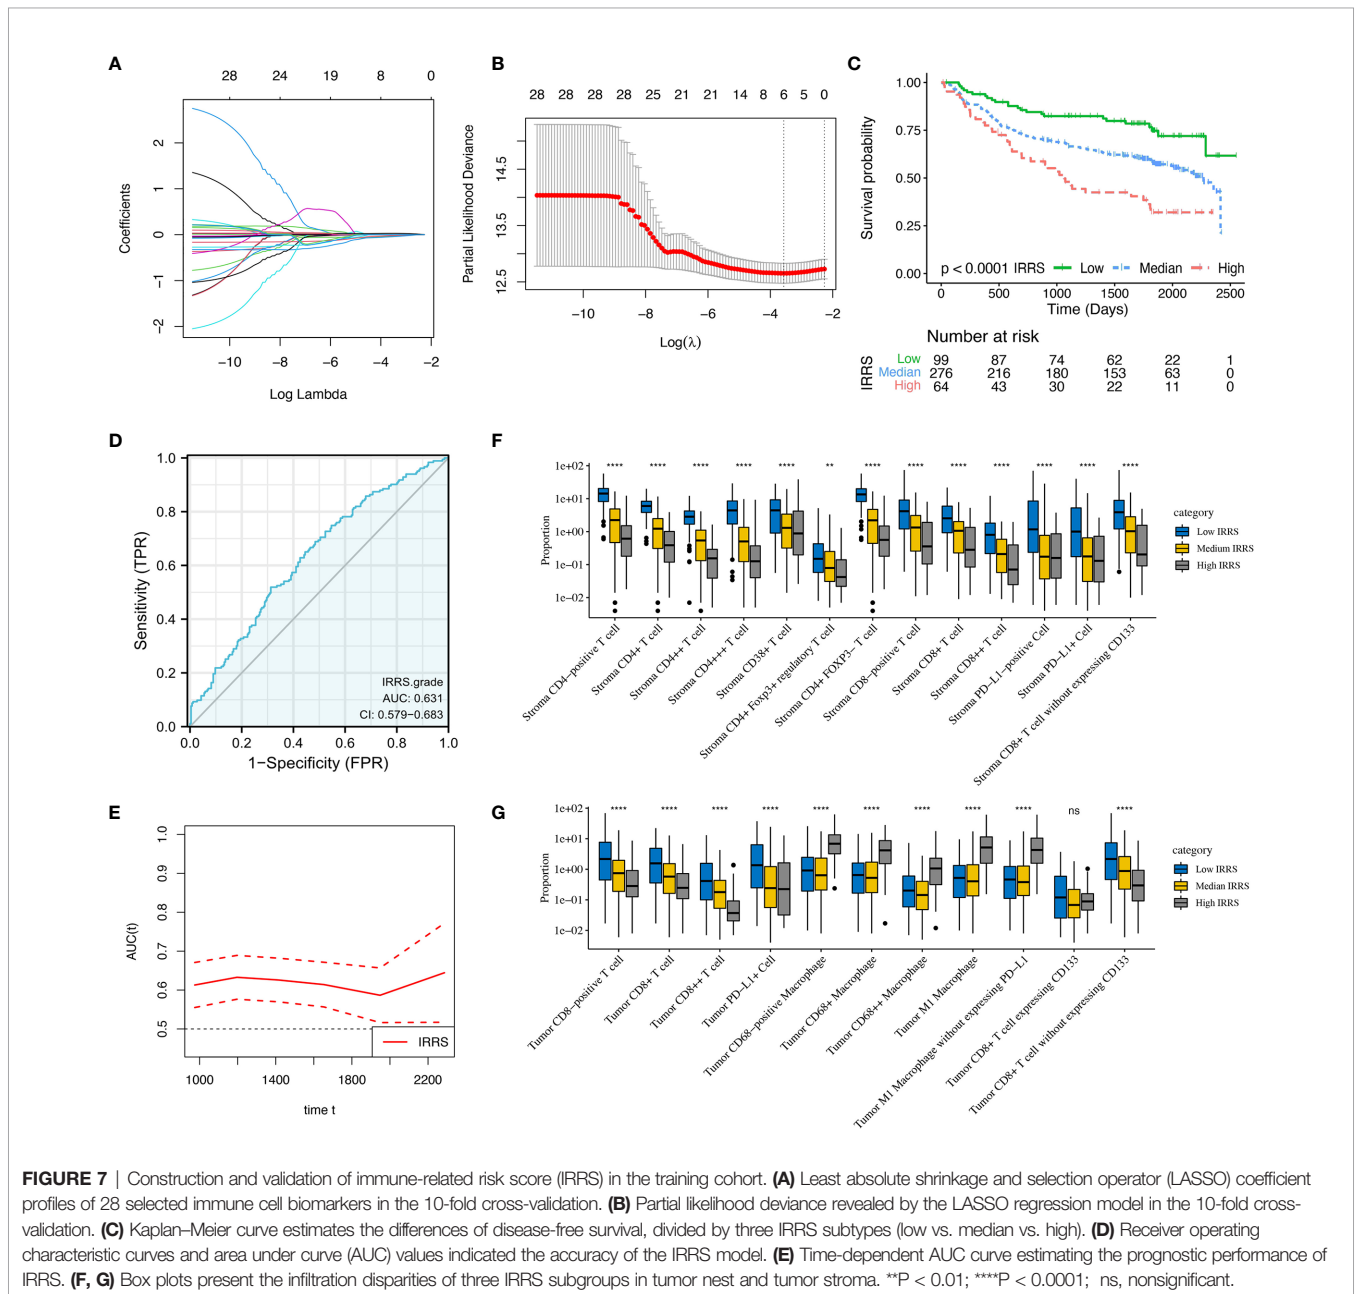 A
28 24 19 8 0
Coefficients
2
1
0
−1
−2
−10 −8 −6 −4 −2
Log Lambda
B
28 28 28 28 25 21 21 14 8 6 5 0
Partial Likelihood Deviance
14.5
13.5
12.5
−10 −8 −6 −4 −2
Log(λ)
C
Survival probability
1.00
0.75
0.50
0.25
0.00
p < 0.0001 IRRS Low Median High
0 500 1000 1500 2000 2500
Time (Days)
Number at risk
IRRS
Low 99 87 74 62 22 1
Median 276 216 180 153 63 0
High 64 43 30 22 11 0
D
Sensitivity (TPR)
1.0
0.8
0.6
0.4
0.2
0.0
IRRS.grade
AUC: 0.631
CI: 0.579−0.683
0.0 0.2 0.4 0.6 0.8 1.0
1−Specificity (FPR)
E
AUC(t)
1.0
0.9
0.8
0.7
0.6
0.5
IRRS
1000 1400 1800 2200
time t
F
Proportion
1e+02
1e+01
1e+00
1e−01
1e−02
**** **** **** **** **** ** **** **** **** **** **** **** ****
category
Low IRRS
Medium IRRS
High IRRS
Stroma CD4−positive T cell
Stroma CD4+ T cell
Stroma CD4++ T cell
Stroma CD4+++ T cell
Stroma CD38+ T cell
Stroma CD4+ Foxp3+ regulatory T cell
Stroma CD4+ FOXP3− T cell
Stroma CD8−positive T cell
Stroma CD8+ T cell
Stroma CD8++ T cell
Stroma PD−L1−positive Cell
Stroma PD−L1+ Cell
Stroma CD8+ T cell without expressing CD133
G
Proportion
1e+02
1e+01
1e+00
1e−01
1e−02
**** **** **** **** **** **** **** **** **** ns ****
category
Low IRRS
Median IRRS
High IRRS
Tumor CD8−positive T cell
Tumor CD8+ T cell
Tumor CD8++ T cell
Tumor PD−L1+ Cell
Tumor CD68−positive Macrophage
Tumor CD68+ Macrophage
Tumor CD68++ Macrophage
Tumor M1 Macrophage
Tumor M1 Macrophage without expressing PD−L1
Tumor CD8+ T cell expressing CD133
Tumor CD8+ T cell without expressing CD133
FIGURE 7 | Construction and validation of immune-related risk score (IRRS) in the training cohort. (A) Least absolute shrinkage and selection operator (LASSO) coefficient
profiles of 28 selected immune cell biomarkers in the 10-fold cross-validation. (B) Partial likelihood deviance revealed by the LASSO regression model in the 10-fold cross-
validation. (C) Kaplan–Meier curve estimates the differences of disease-free survival, divided by three IRRS subtypes (low vs. median vs. high). (D) Receiver operating
characteristic curves and area under curve (AUC) values indicated the accuracy of the IRRS model. (E) Time-dependent AUC curve estimating the prognostic performance of
IRRS. (F, G) Box plots present the infiltration disparities of three IRRS subgroups in tumor nest and tumor stroma. **P < 0.01; ****P < 0.0001; ns, nonsignificant.